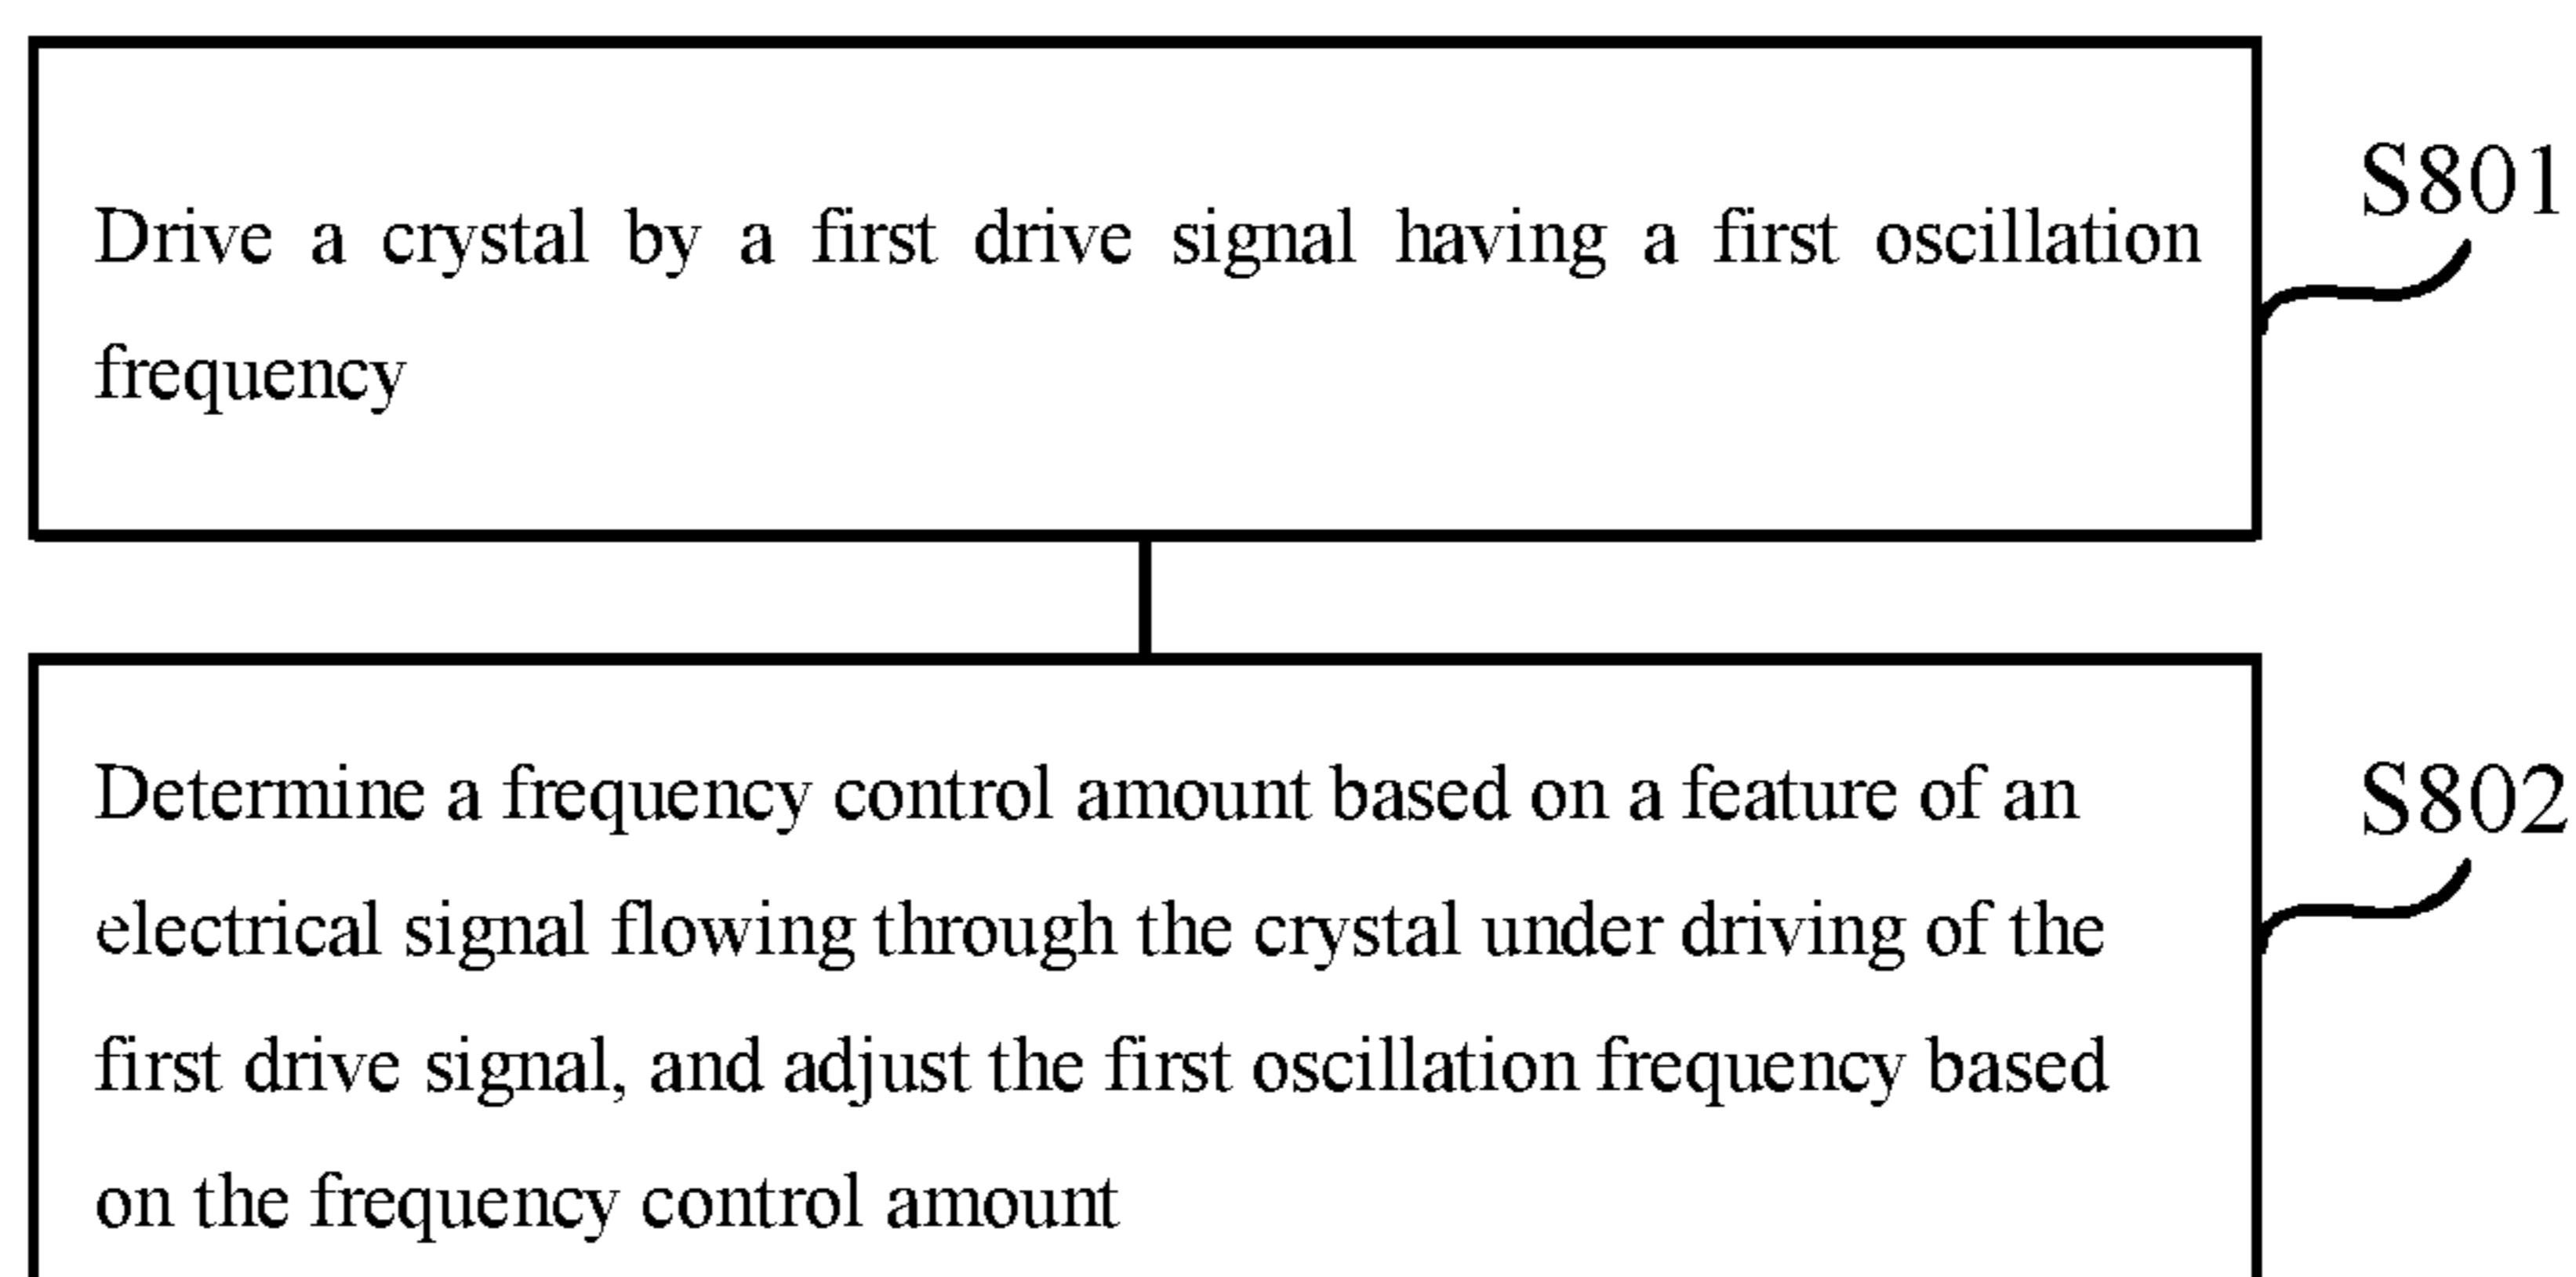 Drive a crystal by a first drive signal having a first oscillation
frequency
S801
Determine a frequency control amount based on a feature of an
electrical signal flowing through the crystal under driving of the
first drive signal, and adjust the first oscillation frequency based
on the frequency control amount
S802